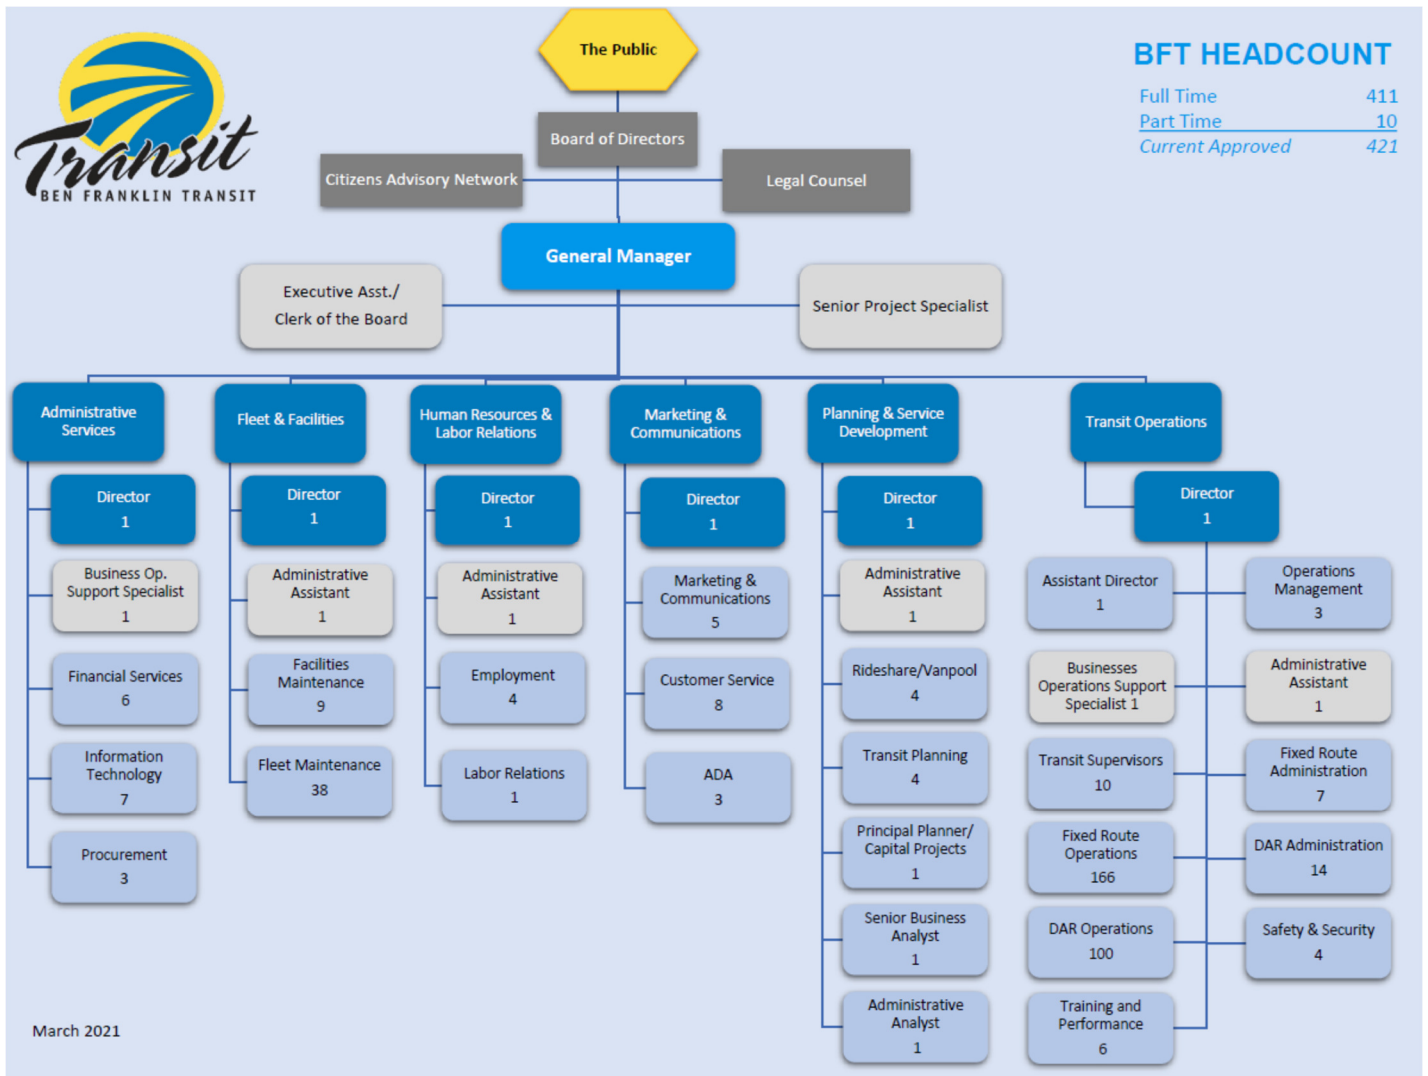 Transit
BEN FRANKLIN TRANSIT
The Public
BFT HEADCOUNT
Full Time 411
Part Time 10
Current Approved 421
Board of Directors
Citizens Advisory Network
Legal Counsel
General Manager
Executive Asst./
Clerk of the Board
Senior Project Specialist
Administrative
Services
Director
1
Business Op.
Support Specialist
1
Financial Services
6
Information
Technology
7
Procurement
3
Fleet & Facilities
Director
1
Administrative
Assistant
1
Facilities
Maintenance
9
Fleet Maintenance
38
Human Resources &
Labor Relations
Director
1
Administrative
Assistant
1
Employment
4
Labor Relations
1
Marketing &
Communications
Director
1
Marketing &
Communications
5
Customer Service
8
ADA
3
Planning & Service
Development
Director
1
Administrative
Assistant
1
Rideshare/Vanpool
4
Transit Planning
4
Principal Planner/
Capital Projects
1
Senior Business
Analyst
1
Administrative
Analyst
1
Transit Operations
Director
1
Assistant Director
1
Operations
Management
3
Businesses
Operations Support
Specialist 1
Administrative
Assistant
1
Transit Supervisors
10
Fixed Route
Administration
7
Fixed Route
Operations
166
DAR Administration
14
DAR Operations
100
Safety & Security
4
Training and
Performance
6
March 2021